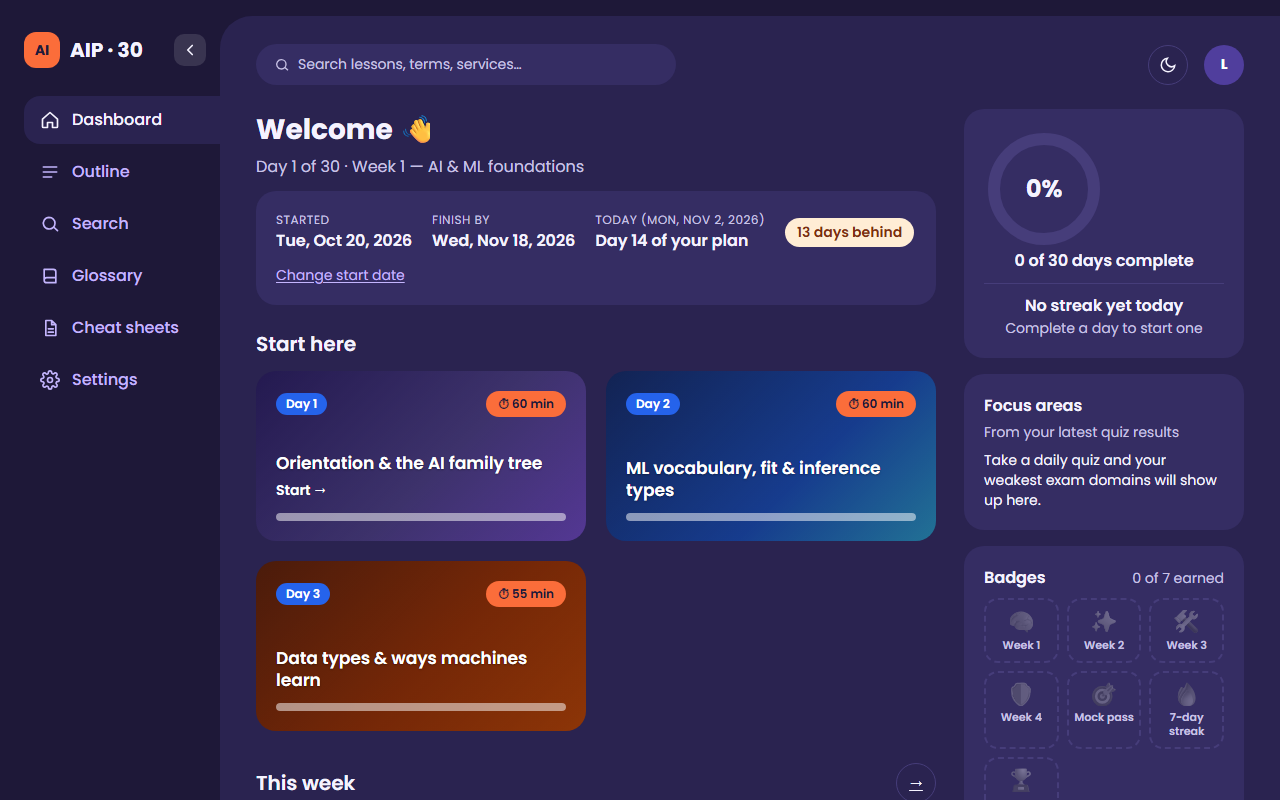 AI AIP · 30
Dashboard
Outline
Search
Glossary
Cheat sheets
Settings
Search lessons, terms, services...
L
Welcome 👋
Day 1 of 30 · Week 1 — AI & ML foundations
STARTED
Tue, Oct 20, 2026
FINISH BY
Wed, Nov 18, 2026
TODAY (MON, NOV 2, 2026)
Day 14 of your plan
13 days behind
Change start date
Start here
Day 1
⏱ 60 min
Orientation & the AI family tree
Start →
Day 2
⏱ 60 min
ML vocabulary, fit & inference
types
Day 3
⏱ 55 min
Data types & ways machines
learn
This week
→
0%
0 of 30 days complete
No streak yet today
Complete a day to start one
Focus areas
From your latest quiz results
Take a daily quiz and your
weakest exam domains will show
up here.
Badges
0 of 7 earned
Week 1
Week 2
Week 3
Week 4
Mock pass
7-day
streak